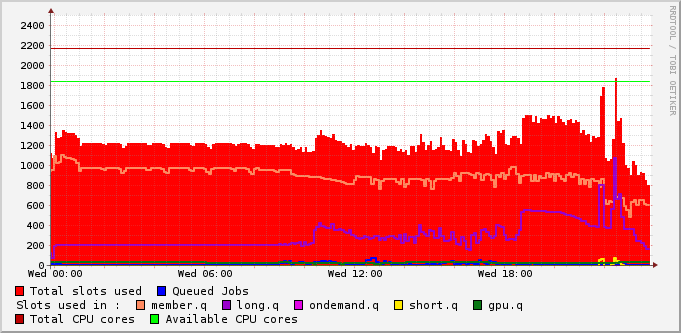 RRDTOOL / TOBI OETIKER
2400
2200
2000
1800
1600
1400
1200
1000
800
600
400
200
0
Wed 00:00 Wed 06:00 Wed 12:00 Wed 18:00
Total slots used Queued Jobs
Slots used in : member.q long.q ondemand.q short.q gpu.q
Total CPU cores Available CPU cores